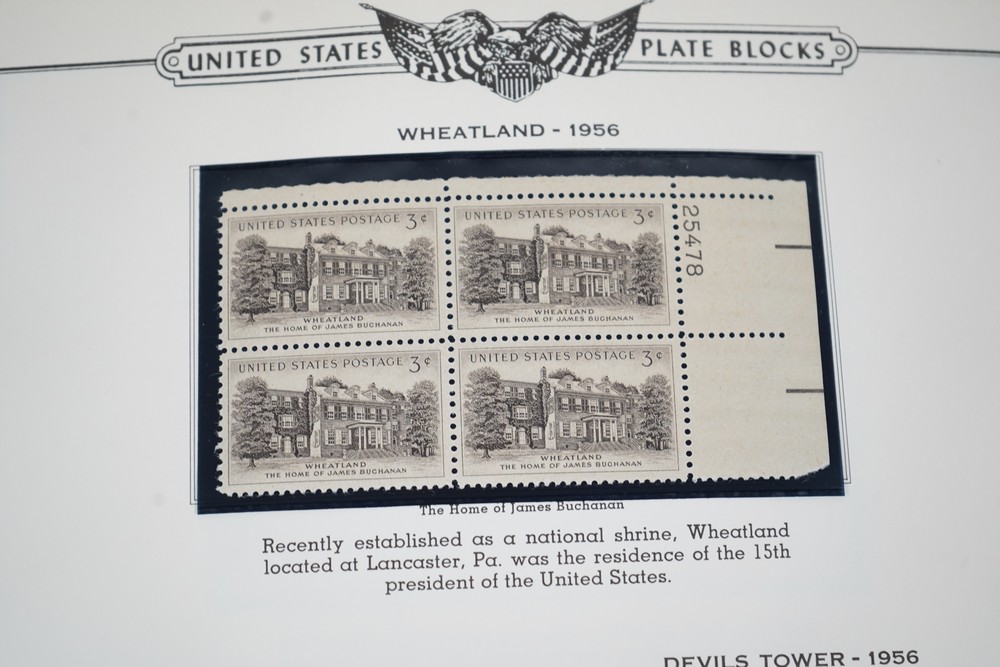 UNITED STATES PLATE BLOCKS
WHEATLAND - 1956
UNITED STATES POSTAGE 3¢
WHEATLAND
THE HOME OF JAMES BUCHANAN
UNITED STATES POSTAGE 3¢
WHEATLAND
THE HOME OF JAMES BUCHANAN
25478
UNITED STATES POSTAGE 3¢
WHEATLAND
THE HOME OF JAMES BUCHANAN
UNITED STATES POSTAGE 3¢
WHEATLAND
THE HOME OF JAMES BUCHANAN
The Home of James Buchanan
Recently established as a national shrine, Wheatland
located at Lancaster, Pa. was the residence of the 15th
president of the United States.
DEVILS TOWER - 1956